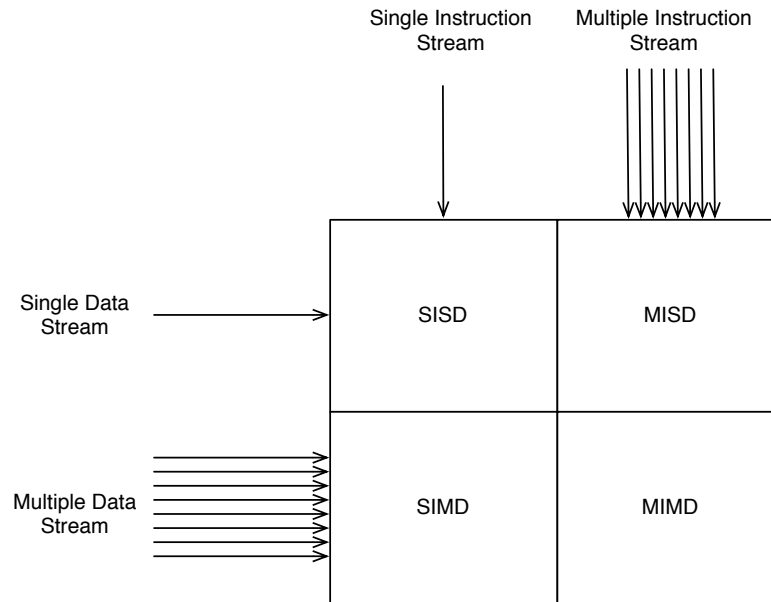 Single Instruction
Stream
Multiple Instruction
Stream
Single Data
Stream
SISD
MISD
Multiple Data
Stream
SIMD
MIMD